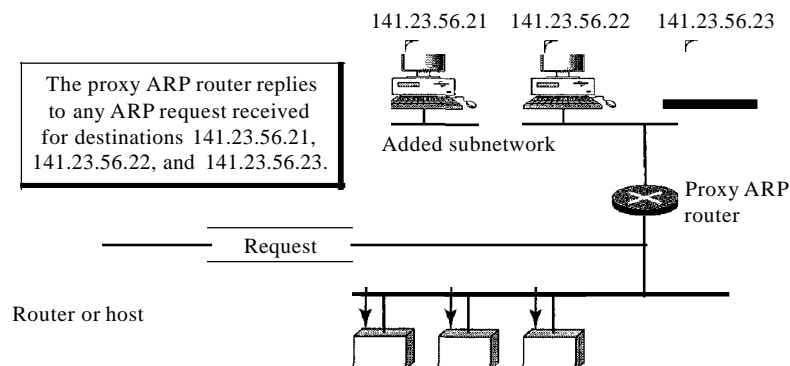 141.23.56.21 141.23.56.22 141.23.56.23
The proxy ARP router replies
to any ARP request received
for destinations 141.23.56.21,
141.23.56.22, and 141.23.56.23.
Added subnetwork
Proxy ARP
router
Request
Router or host